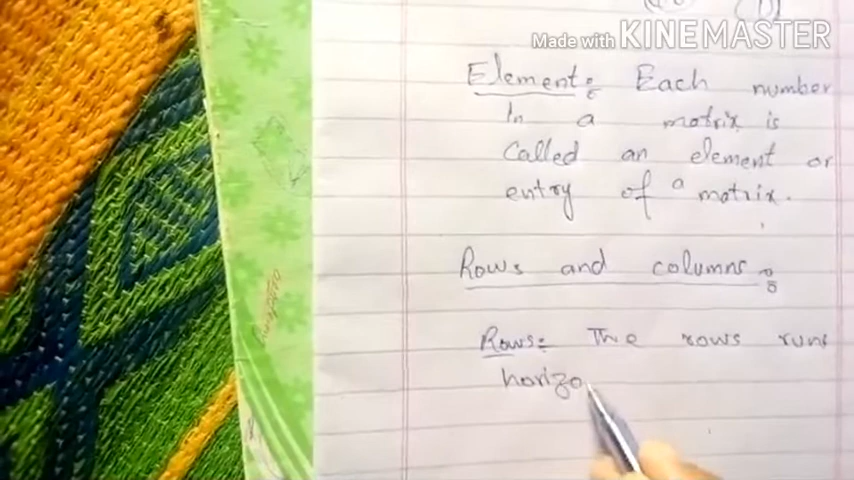 Made with KINEMASTER
Element: Each number
In a matrix is
called an element or
entry of a matrix.
Rows and columns :
Rows: The rows runs
horizo